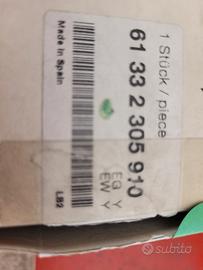 1 Stück / piece
61 33 2 305 910
EG Y
EW Y
Made in Spain
LB2
subito